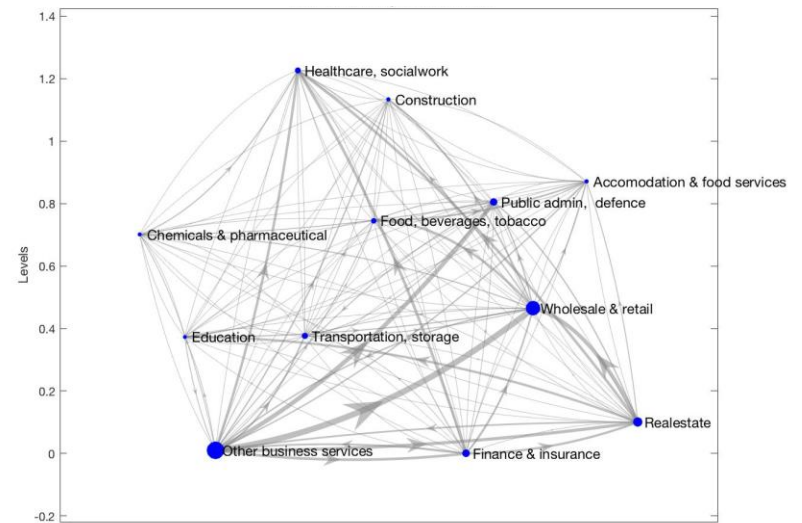 1.4
1.2
1
0.8
0.6
0.4
0.2
0
-0.2
Levels
Healthcare, socialwork
Construction
Accomodation & food services
Public admin, defence
Food, beverages, tobacco
Chemicals & pharmaceutical
Wholesale & retail
Education
Transportation, storage
Realestate
Other business services
Finance & insurance